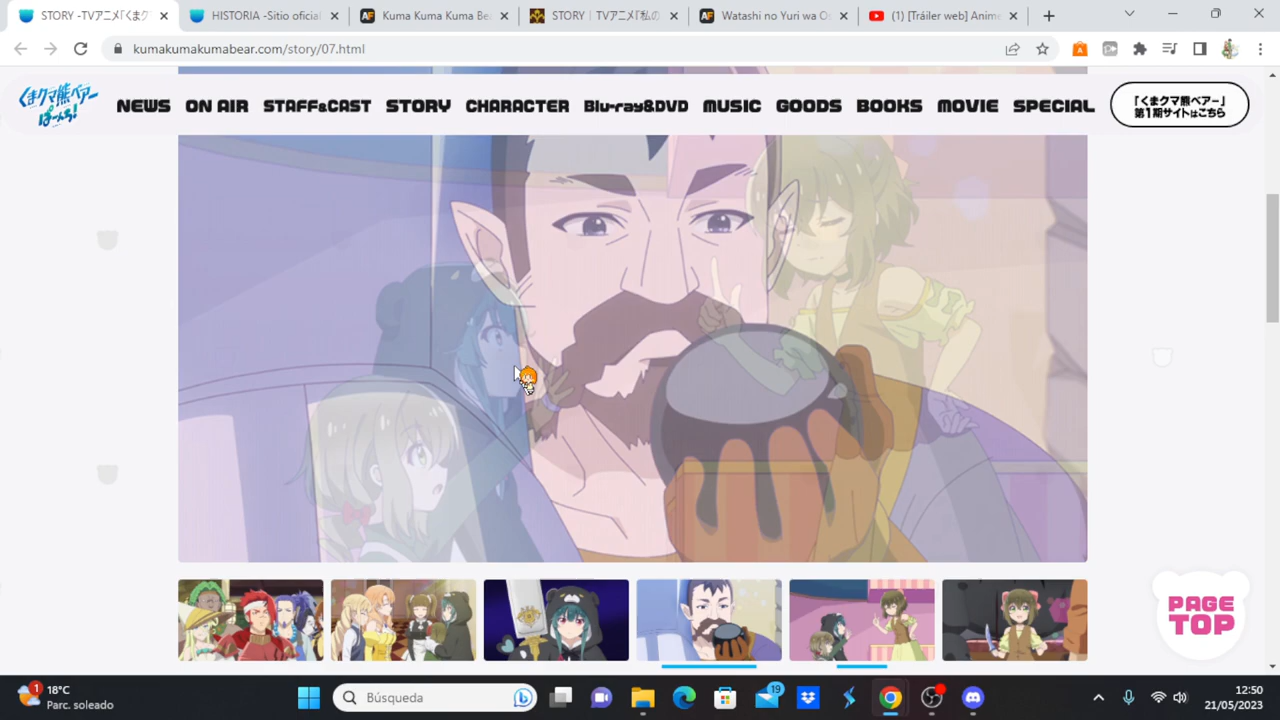 STORY -TVアニメ『くまク
HISTORIA -Sitio oficial
Kuma Kuma Kuma Be
STORY | TVアニメ『私の
Watashi no Yuri wa O
(1) [Tráiler web] Anime
kumakumakumabear.com/story/07.html
くまクマ熊ベアー
ぱーんち!
NEWS ON AIR STAFF&CAST STORY CHARACTER Blu-ray&DVD MUSIC GOODS BOOKS MOVIE SPECIAL
「くまクマ熊ベアー」
第1期サイトはこちら
PAGE
TOP
1
18°C
Parc. soleado
Búsqueda
19
12:50
21/05/2023